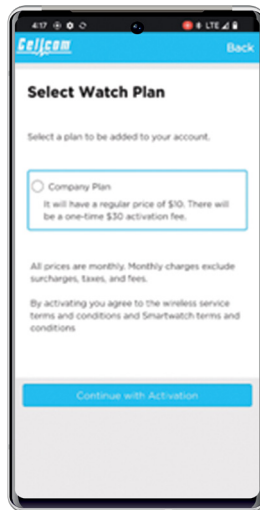 4:17 LTE
Cellcom Back
Select Watch Plan
Select a plan to be added to your account.
Company Plan
It will have a regular price of $10. There will
be a one-time $30 activation fee.
All prices are monthly. Monthly charges exclude
surcharges, taxes, and fees.
By activating you agree to the wireless service
terms and conditions and Smartwatch terms and
conditions
Continue with Activation